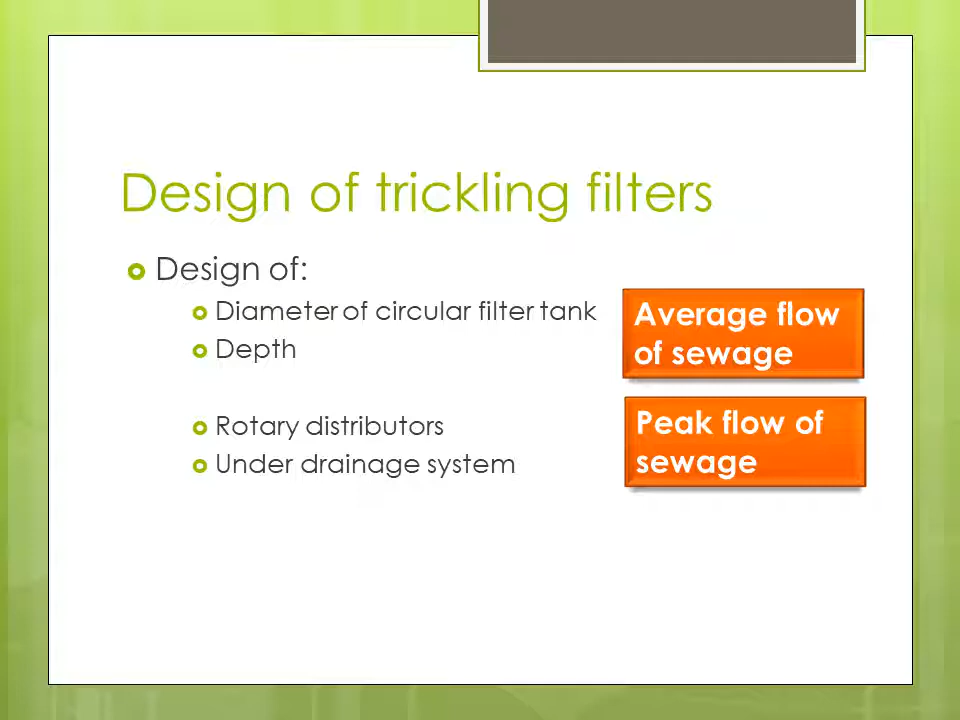 Design of trickling filters
Design of:
Diameter of circular filter tank
Depth
Average flow
of sewage
Rotary distributors
Under drainage system
Peak flow of
sewage